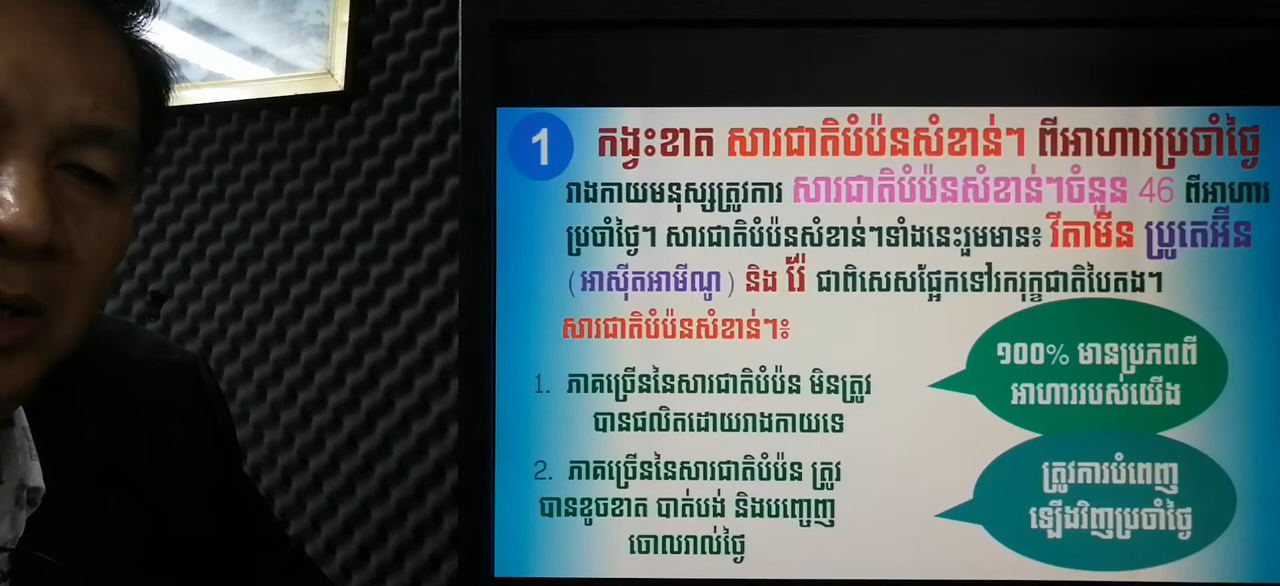 1
កង្វះខាត សារជាតិបំប៉នសំខាន់ៗ ពីអាហារប្រចាំថ្ងៃ
រាងកាយមនុស្សត្រូវការ សារជាតិបំប៉នសំខាន់ៗចំនួន 46 ពីអាហារ
ប្រចាំថ្ងៃ។ សារជាតិបំប៉នសំខាន់ៗទាំងនេះរួមមាន៖ វីតាមីន ប្រូតេអ៊ីន
(អាស៊ីតអាមីណូ) និង រ៉ែ ជាពិសេសផ្អែកទៅរករុក្ខជាតិបៃតង។
សារជាតិបំប៉នសំខាន់ៗ៖
1. ភាគច្រើននៃសារជាតិបំប៉ន មិនត្រូវ
បានផលិតដោយរាងកាយទេ
១០០% មានប្រភពពី
អាហាររបស់យើង
2. ភាគច្រើននៃសារជាតិបំប៉ន ត្រូវ
បានខូចខាត បាក់បង់ និងបញ្ចេញ
ចោលរាល់ថ្ងៃ
ត្រូវការបំពេញ
ឡើងវិញប្រចាំថ្ងៃ